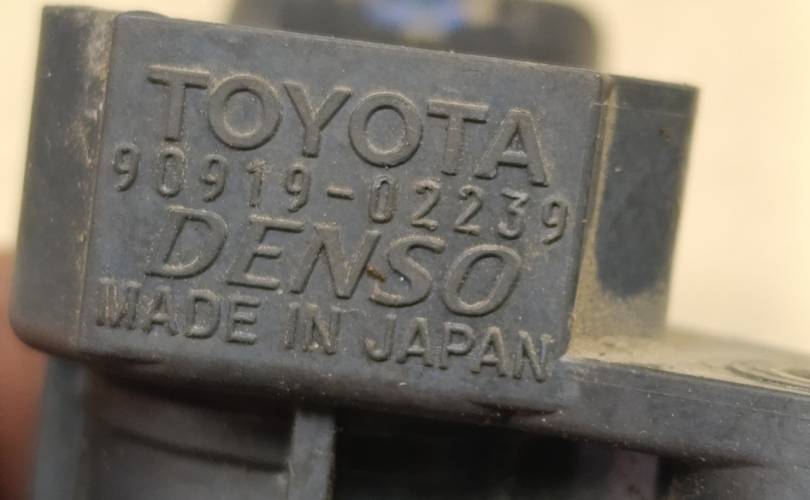 TOYOTA
90919-02239
DENSO
MADE IN JAPAN